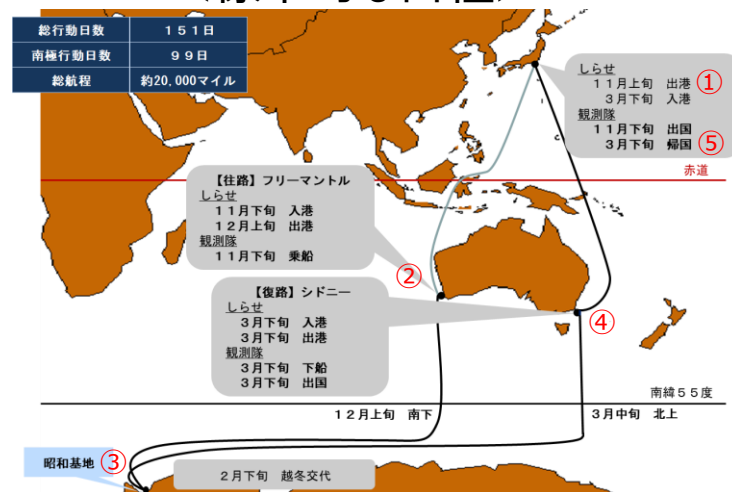 総行動日数 151日
南極行動日数 99日
総航程 約20,000マイル
しらせ
11月上旬 出港 ①
3月下旬 入港
観測隊
11月下旬 出国
3月下旬 帰国 ⑤
赤道
【往路】フリーマントル
しらせ
11月下旬 入港
12月上旬 出港
観測隊
11月下旬 乗船
②
【復路】シドニー
しらせ
3月下旬 入港
3月下旬 出港
観測隊
3月下旬 下船
3月下旬 出国
④
南緯55度
12月上旬 南下
3月中旬 北上
昭和基地 ③
2月下旬 越冬交代